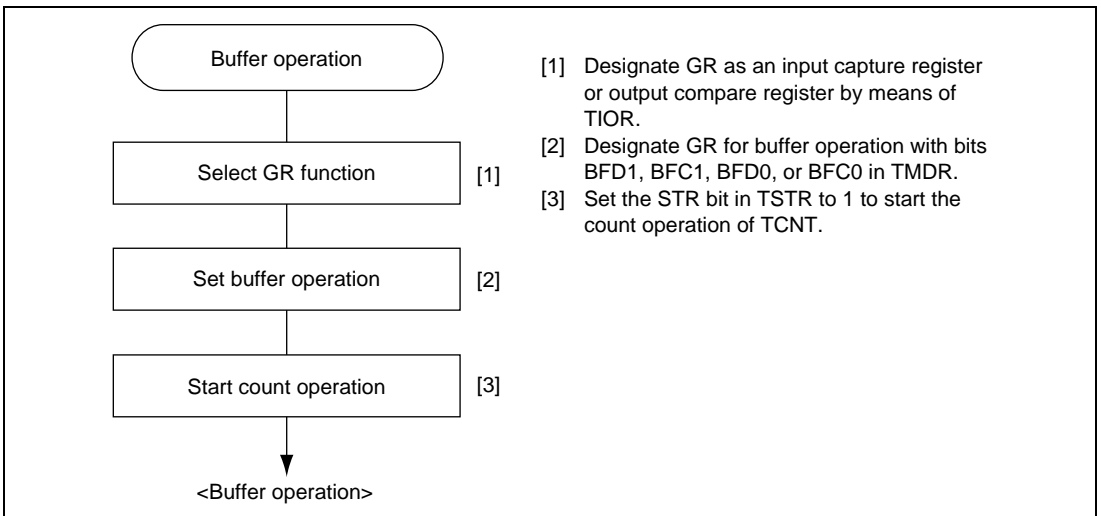 Buffer operation
Select GR function
[1]
Set buffer operation
[2]
Start count operation
[3]
<Buffer operation>
[1] Designate GR as an input capture register
or output compare register by means of
TIOR.
[2] Designate GR for buffer operation with bits
BFD1, BFC1, BFD0, or BFC0 in TMDR.
[3] Set the STR bit in TSTR to 1 to start the
count operation of TCNT.